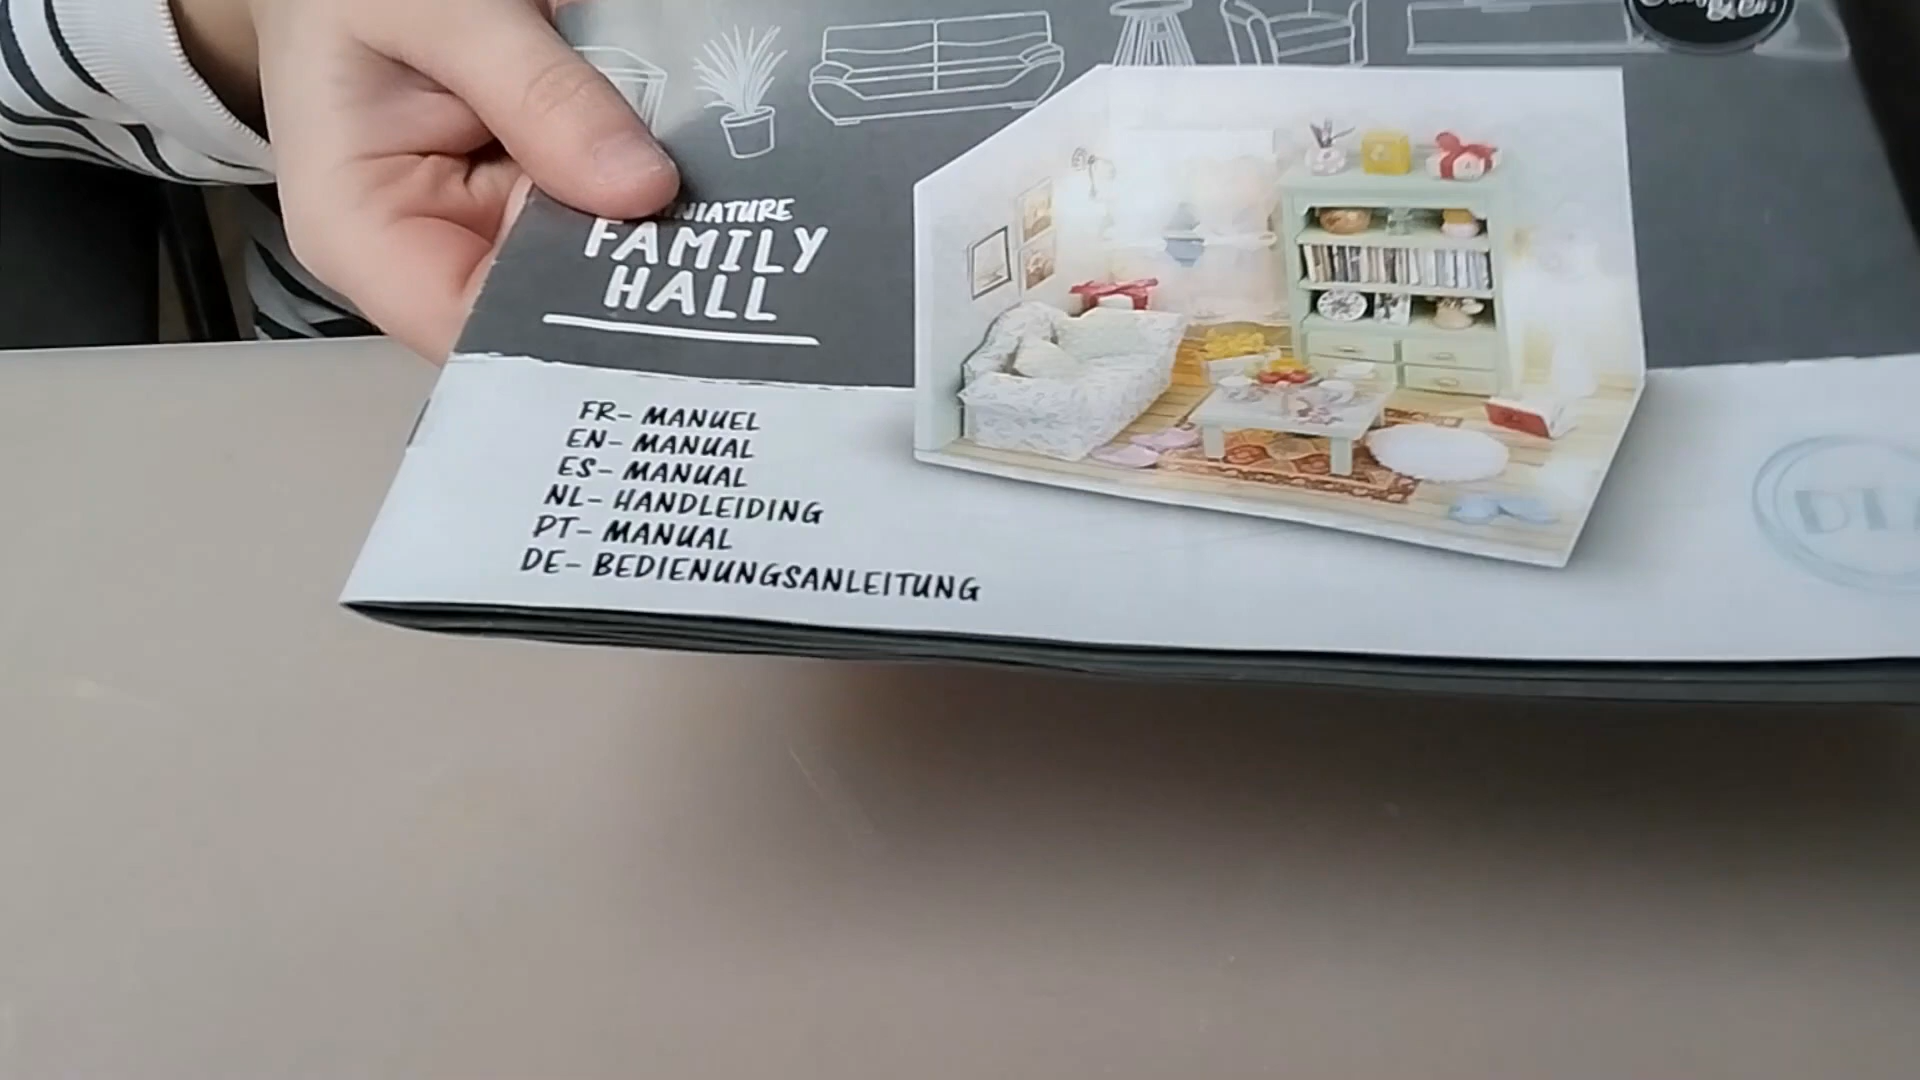 FAMILY
HALL
FR- MANUEL
EN- MANUAL
ES- MANUAL
NL- HANDLEIDING
PT- MANUAL
DE- BEDIENUNGSANLEITUNG